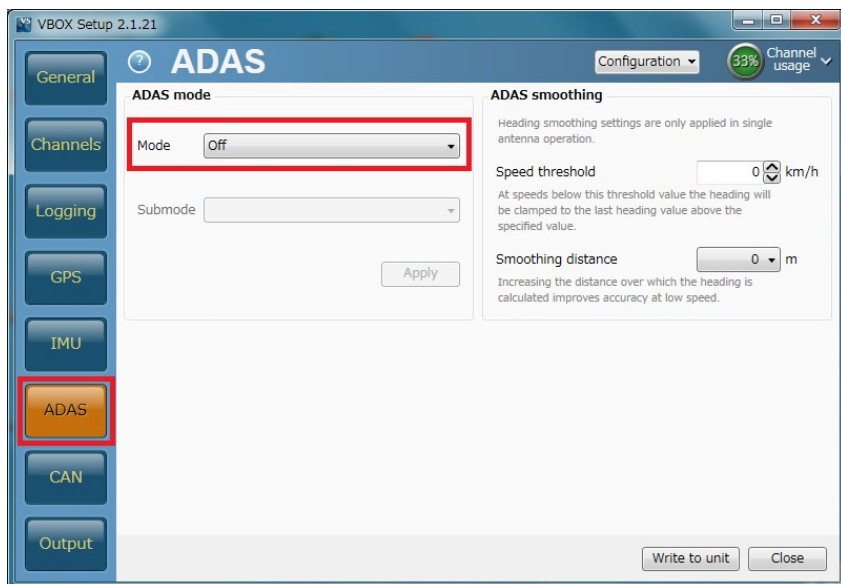 VBOX Setup 2.1.21
General
Channels
Logging
GPS
IMU
ADAS
CAN
Output
? ADAS
Configuration
33% Channel usage
ADAS mode
Mode Off
Submode
Apply
ADAS smoothing
Heading smoothing settings are only applied in single
antenna operation.
Speed threshold 0 km/h
At speeds below this threshold value the heading will
be clamped to the last heading value above the
specified value.
Smoothing distance 0 m
Increasing the distance over which the heading is
calculated improves accuracy at low speed.
Write to unit Close